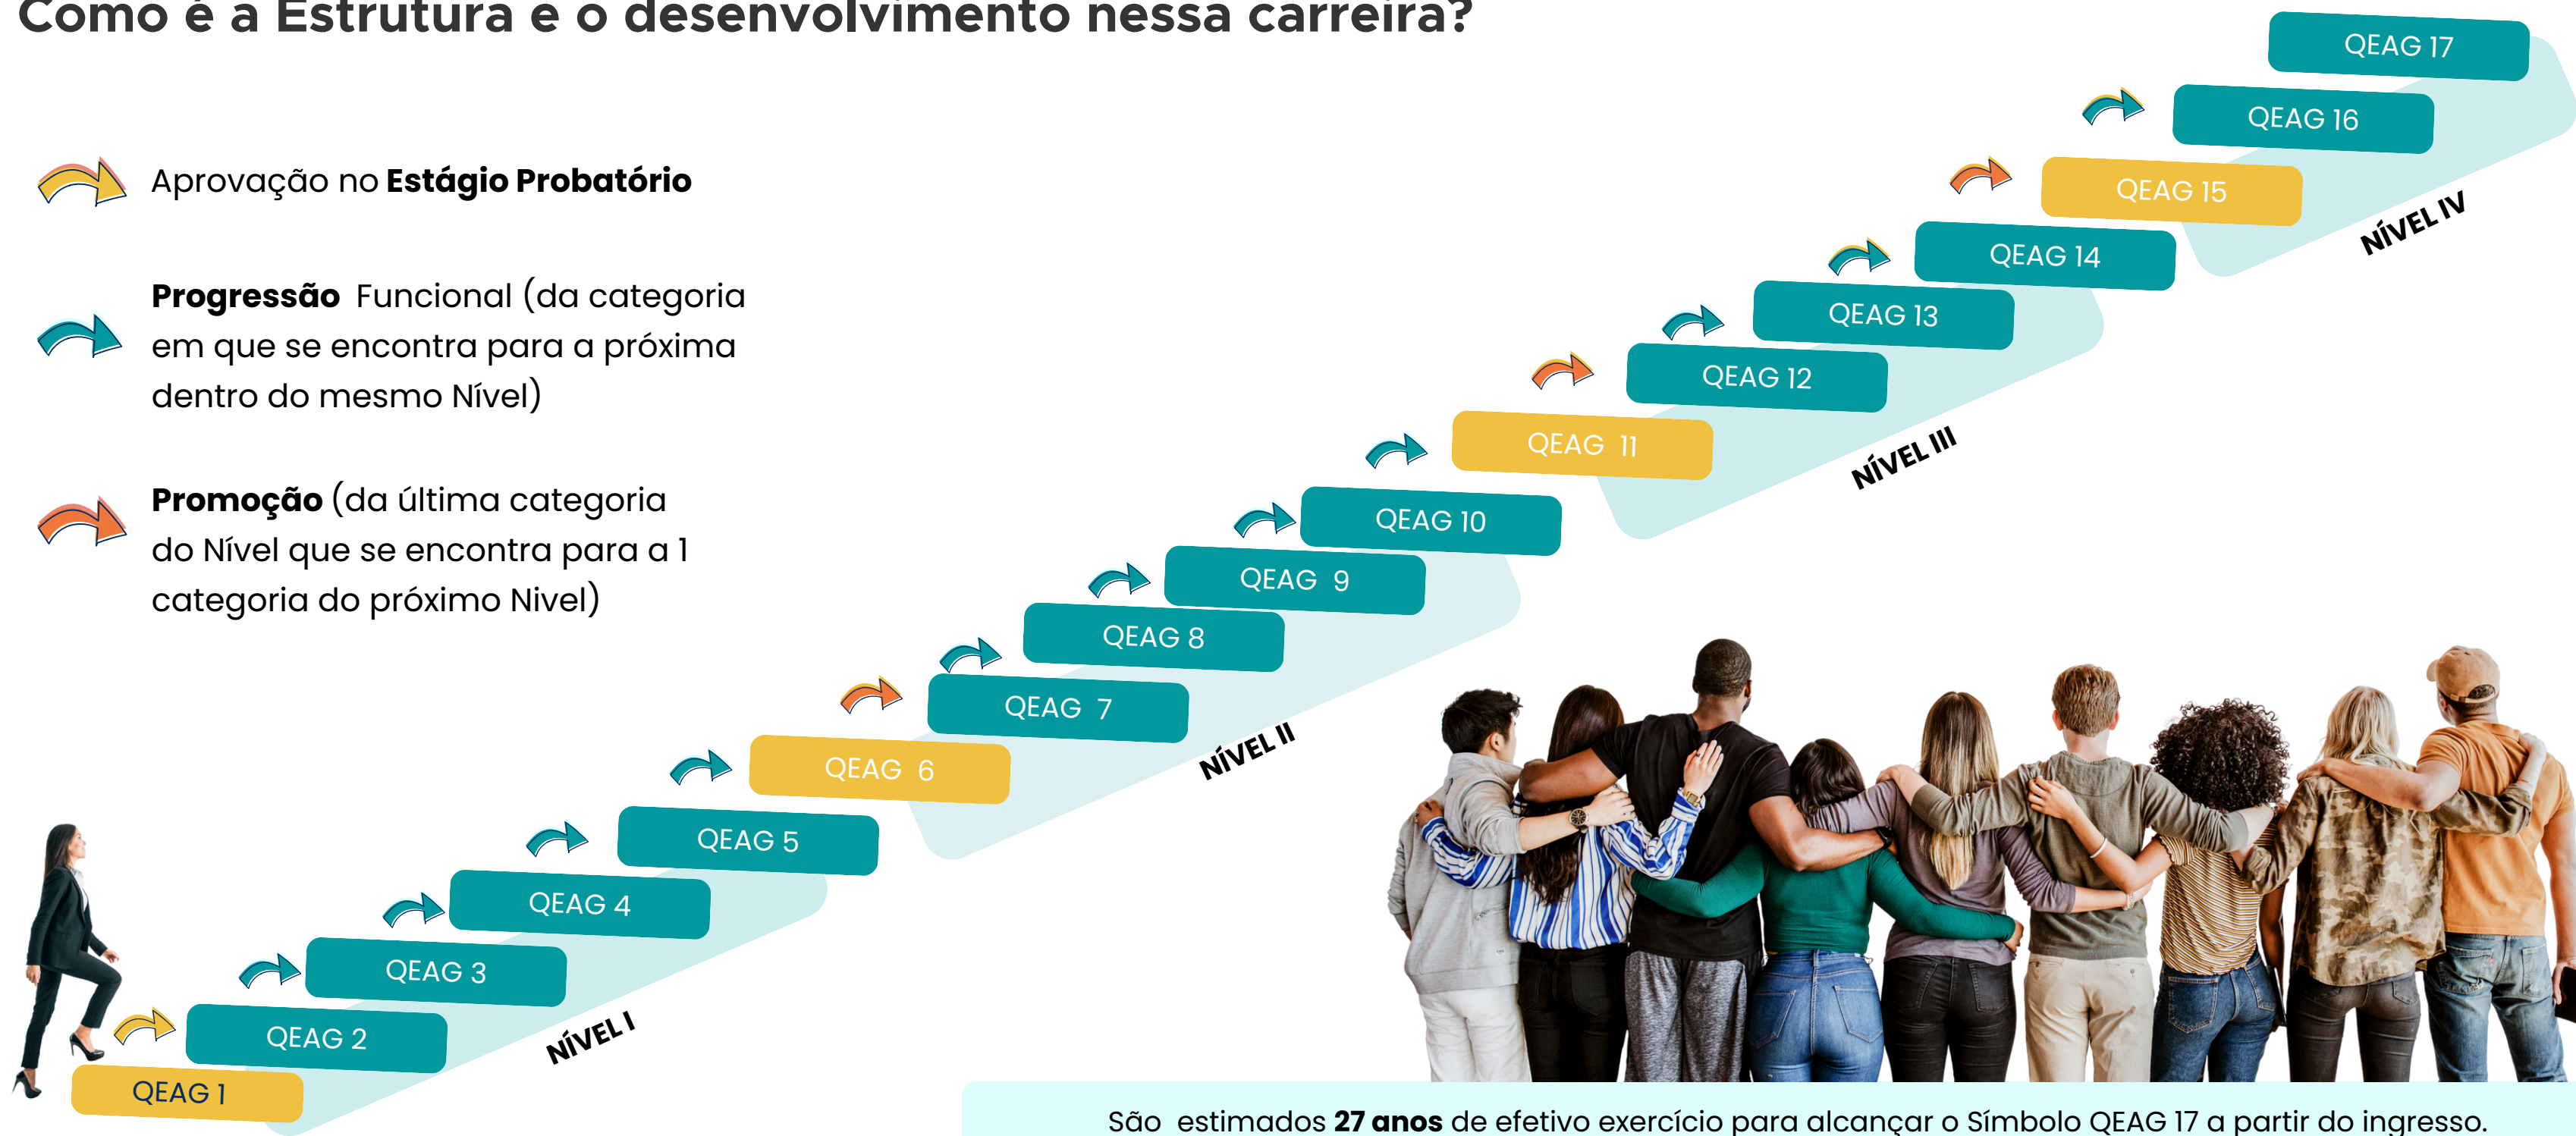 Como é a Estrutura e o desenvolvimento nessa carreira?
Aprovação no Estágio Probatório
Progressão Funcional (da categoria
em que se encontra para a próxima
dentro do mesmo Nível)
Promoção (da última categoria
do Nível que se encontra para a 1
categoria do próximo Nivel)
QEAG 17
QEAG 16
QEAG 15
NÍVEL IV
QEAG 14
QEAG 13
QEAG 12
QEAG 11
NÍVEL III
QEAG 10
QEAG 9
QEAG 8
QEAG 7
QEAG 6
NÍVEL II
QEAG 5
QEAG 4
QEAG 3
QEAG 2
QEAG 1
NÍVEL I
São estimados 27 anos de efetivo exercício para alcançar o Símbolo QEAG 17 a partir do ingresso.